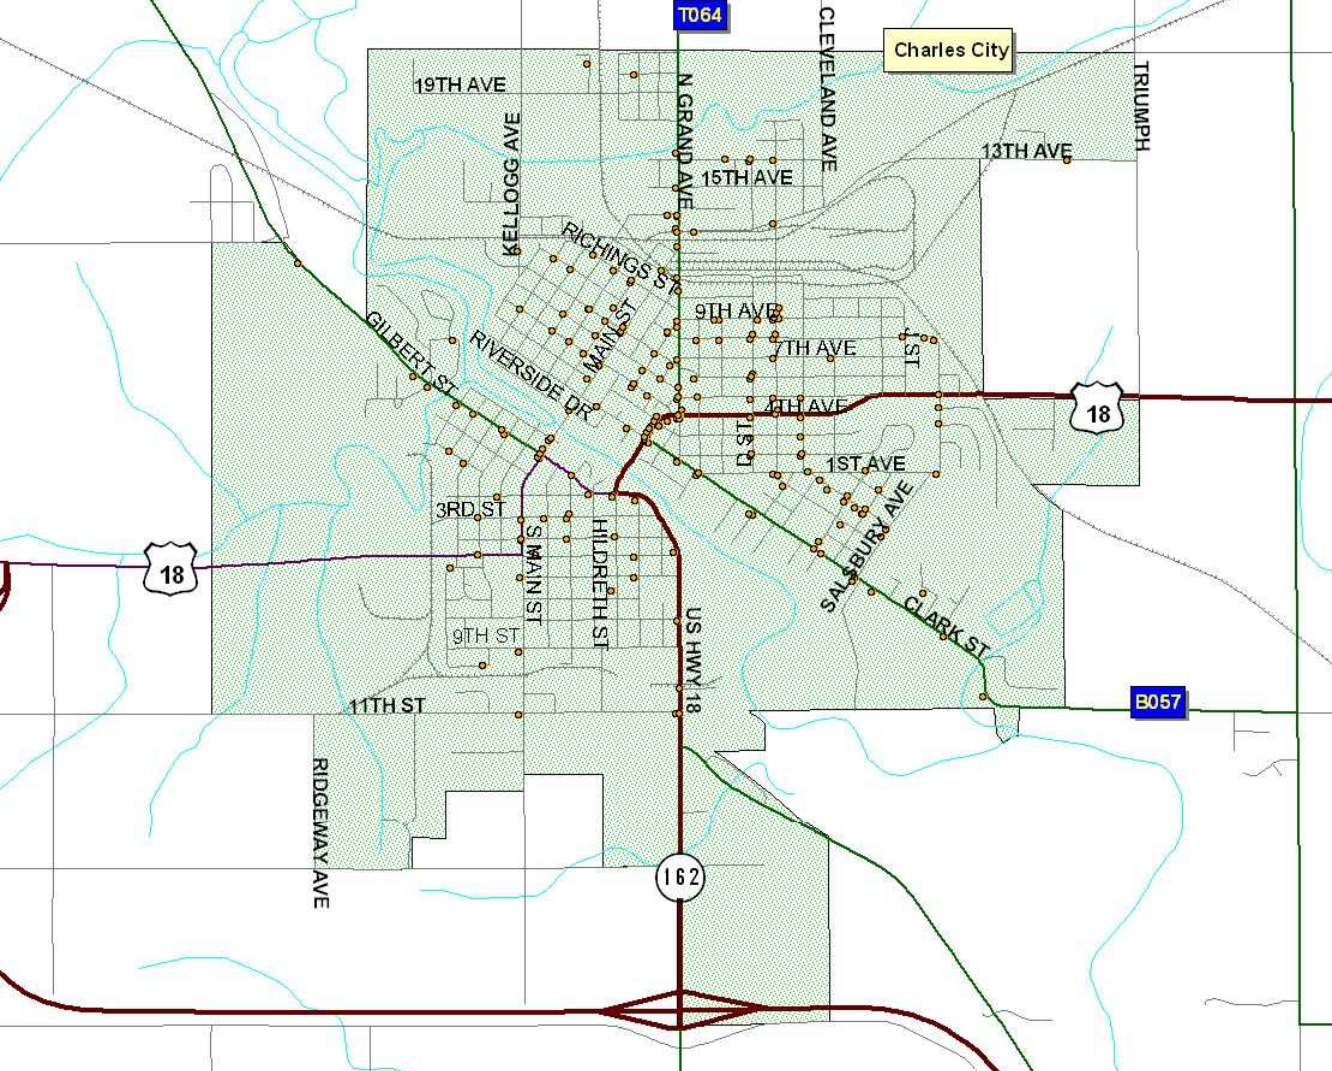 T064
Charles City
CLEVELAND AVE
TRIUMPH
19TH AVE
N GRAND AVE
KELLOGG AVE
13TH AVE
15TH AVE
RICHINGS ST
9TH AVE
MAIN ST
GILBERT ST
RIVERSIDE DR
7TH AVE
J ST
4TH AVE
18
D ST
1ST AVE
3RD ST
SALSBURY AVE
S MAIN ST
HILDRETH ST
18
CLARK ST
9TH ST
US HWY 18
11TH ST
B057
RIDGEWAY AVE
162